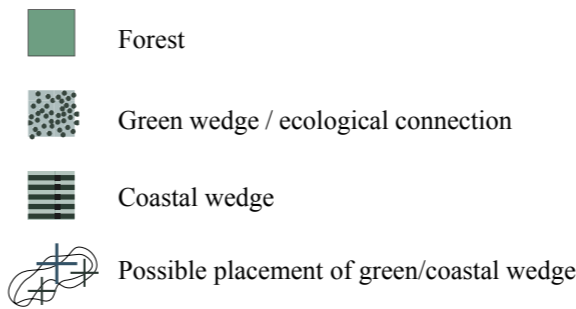 Forest
Green wedge / ecological connection
Coastal wedge
Possible placement of green/coastal wedge